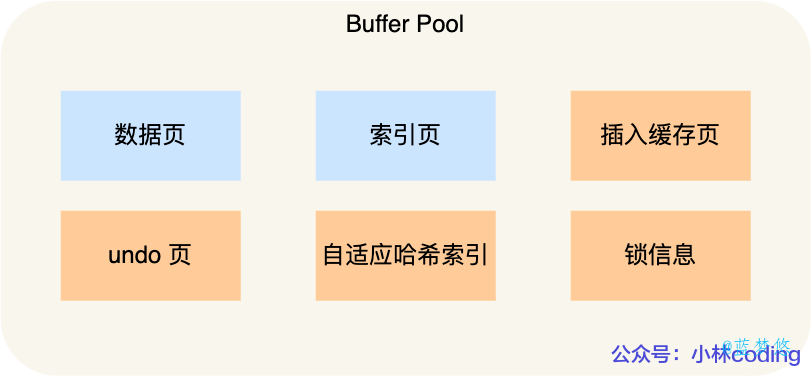 Buffer Pool
数据页
索引页
插入缓存页
undo 页
自适应哈希索引
锁信息
公众号：小林coding
@蓝梦悠